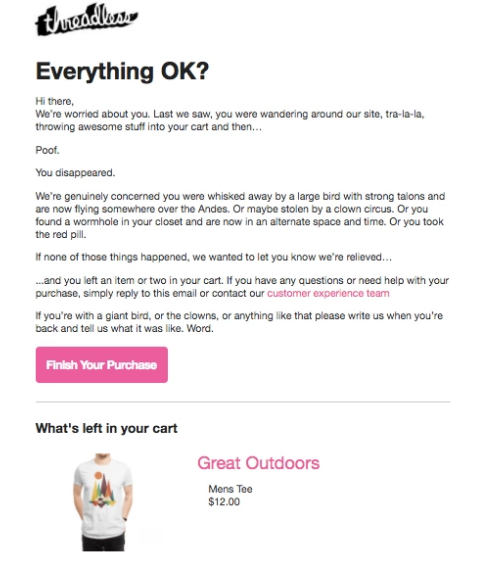 threadless
Everything OK?
Hi there,
We're worried about you. Last we saw, you were wandering around our site, tra-la-la,
throwing awesome stuff into your cart and then…
Poof.
You disappeared.
We're genuinely concerned you were whisked away by a large bird with strong talons and
are now flying somewhere over the Andes. Or maybe stolen by a clown circus. Or you
found a wormhole in your closet and are now in an alternate space and time. Or you took
the red pill.
If none of those things happened, we wanted to let you know we're relieved…
...and you left an item or two in your cart. If you have any questions or need help with your
purchase, simply reply to this email or contact our customer experience team
If you're with a giant bird, or the clowns, or anything like that please write us when you're
back and tell us what it was like. Word.
Finish Your Purchase
What's left in your cart
Great Outdoors
Mens Tee
$12.00